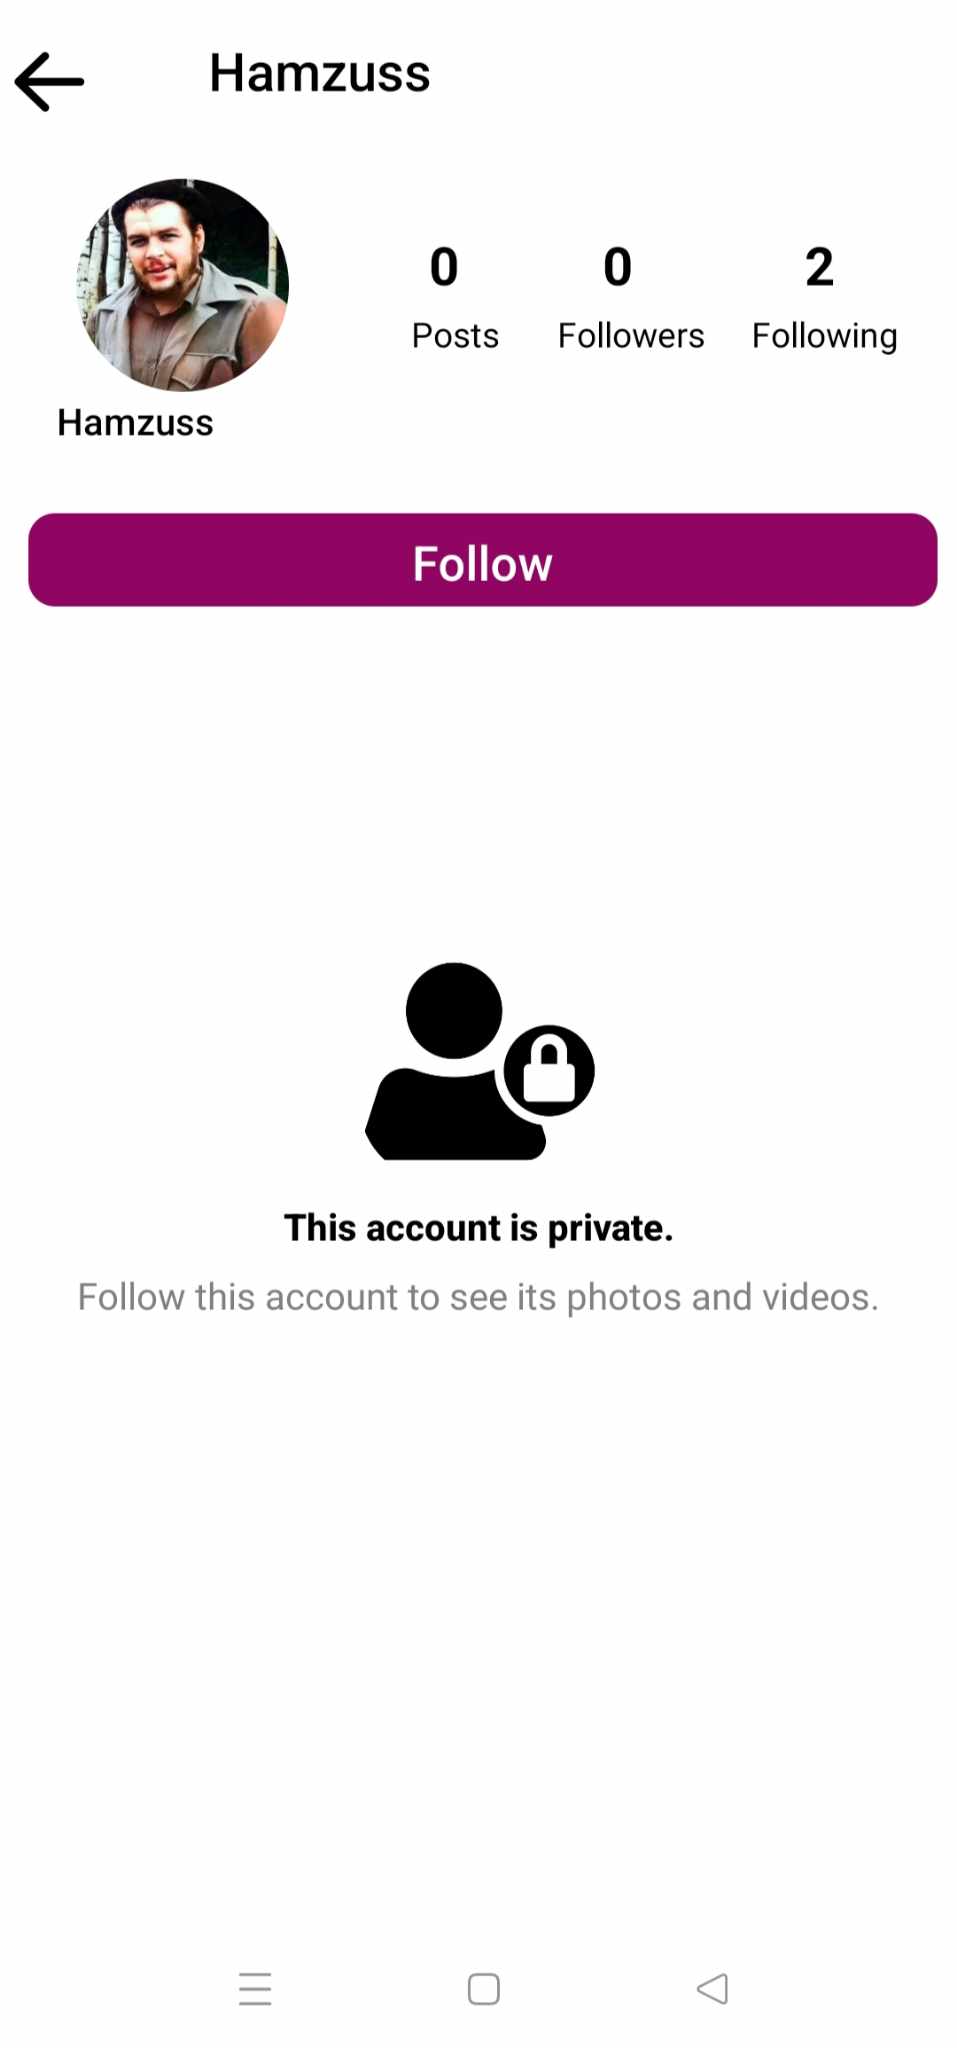 Hamzuss
0 0 2
Posts Followers Following
Hamzuss
Follow
This account is private.
Follow this account to see its photos and videos.